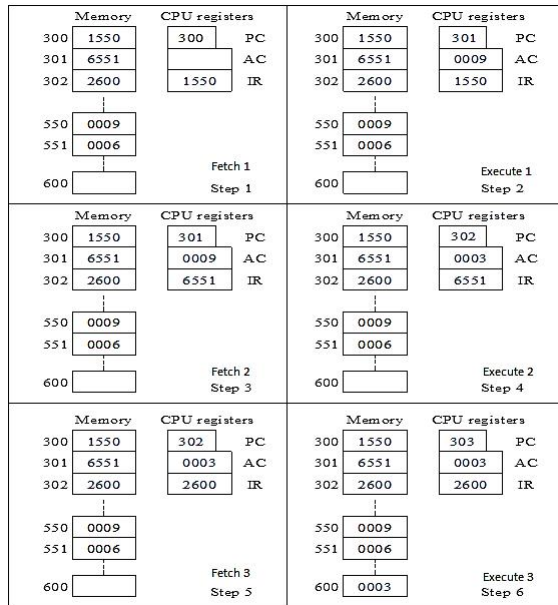 Memory CPU registers
300 1550 300 PC
301 6551 AC
302 2600 1550 IR
550 0009
551 0006
Fetch 1
600 Step 1
Memory CPU registers
300 1550 301 PC
301 6551 0009 AC
302 2600 1550 IR
550 0009
551 0006
Execute 1
600 Step 2
Memory CPU registers
300 1550 301 PC
301 6551 0009 AC
302 2600 6551 IR
550 0009
551 0006
Fetch 2
600 Step 3
Memory CPU registers
300 1550 302 PC
301 6551 0003 AC
302 2600 6551 IR
550 0009
551 0006
Execute 2
600 Step 4
Memory CPU registers
300 1550 302 PC
301 6551 0003 AC
302 2600 2600 IR
550 0009
551 0006
Fetch 3
600 Step 5
Memory CPU registers
300 1550 303 PC
301 6551 0003 AC
302 2600 2600 IR
550 0009
551 0006
Execute 3
600 0003 Step 6